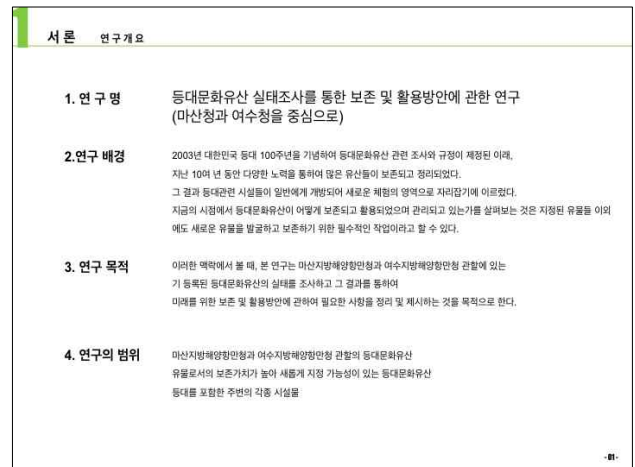 1
서론 연구개요
1. 연 구 명
등대문화유산 실태조사를 통한 보존 및 활용방안에 관한 연구
(마산청과 여수청을 중심으로)
2.연구 배경
2003년 대한민국 등대 100주년을 기념하여 등대문화유산 관련 조사와 규정이 제정된 이래,
지난 10여 년 동안 다양한 노력을 통하여 많은 유산들이 보존되고 정리되었다.
그 결과 등대관련 시설들이 일반에게 개방되어 새로운 체험의 영역으로 자리잡기에 이르렀다.
지금의 시점에서 등대문화유산이 어떻게 보존되고 활용되었으며 관리되고 있는가를 살펴보는 것은 지정된 유물들 이외
에도 새로운 유물을 발굴하고 보존하기 위한 필수적인 작업이라고 할 수 있다.
3. 연구 목적
이러한 맥락에서 볼 때, 본 연구는 마산지방해양항만청과 여수지방해양항만청 관할에 있는
기 등록된 등대문화유산의 실태를 조사하고 그 결과를 통하여
미래를 위한 보존 및 활용방안에 관하여 필요한 사항을 정리 및 제시하는 것을 목적으로 한다.
4. 연구의 범위
마산지방해양항만청과 여수지방해양항만청 관할의 등대문화유산
유물로서의 보존가치가 높아 새롭게 지정 가능성이 있는 등대문화유산
등대를 포함한 주변의 각종 시설물
- 01 -